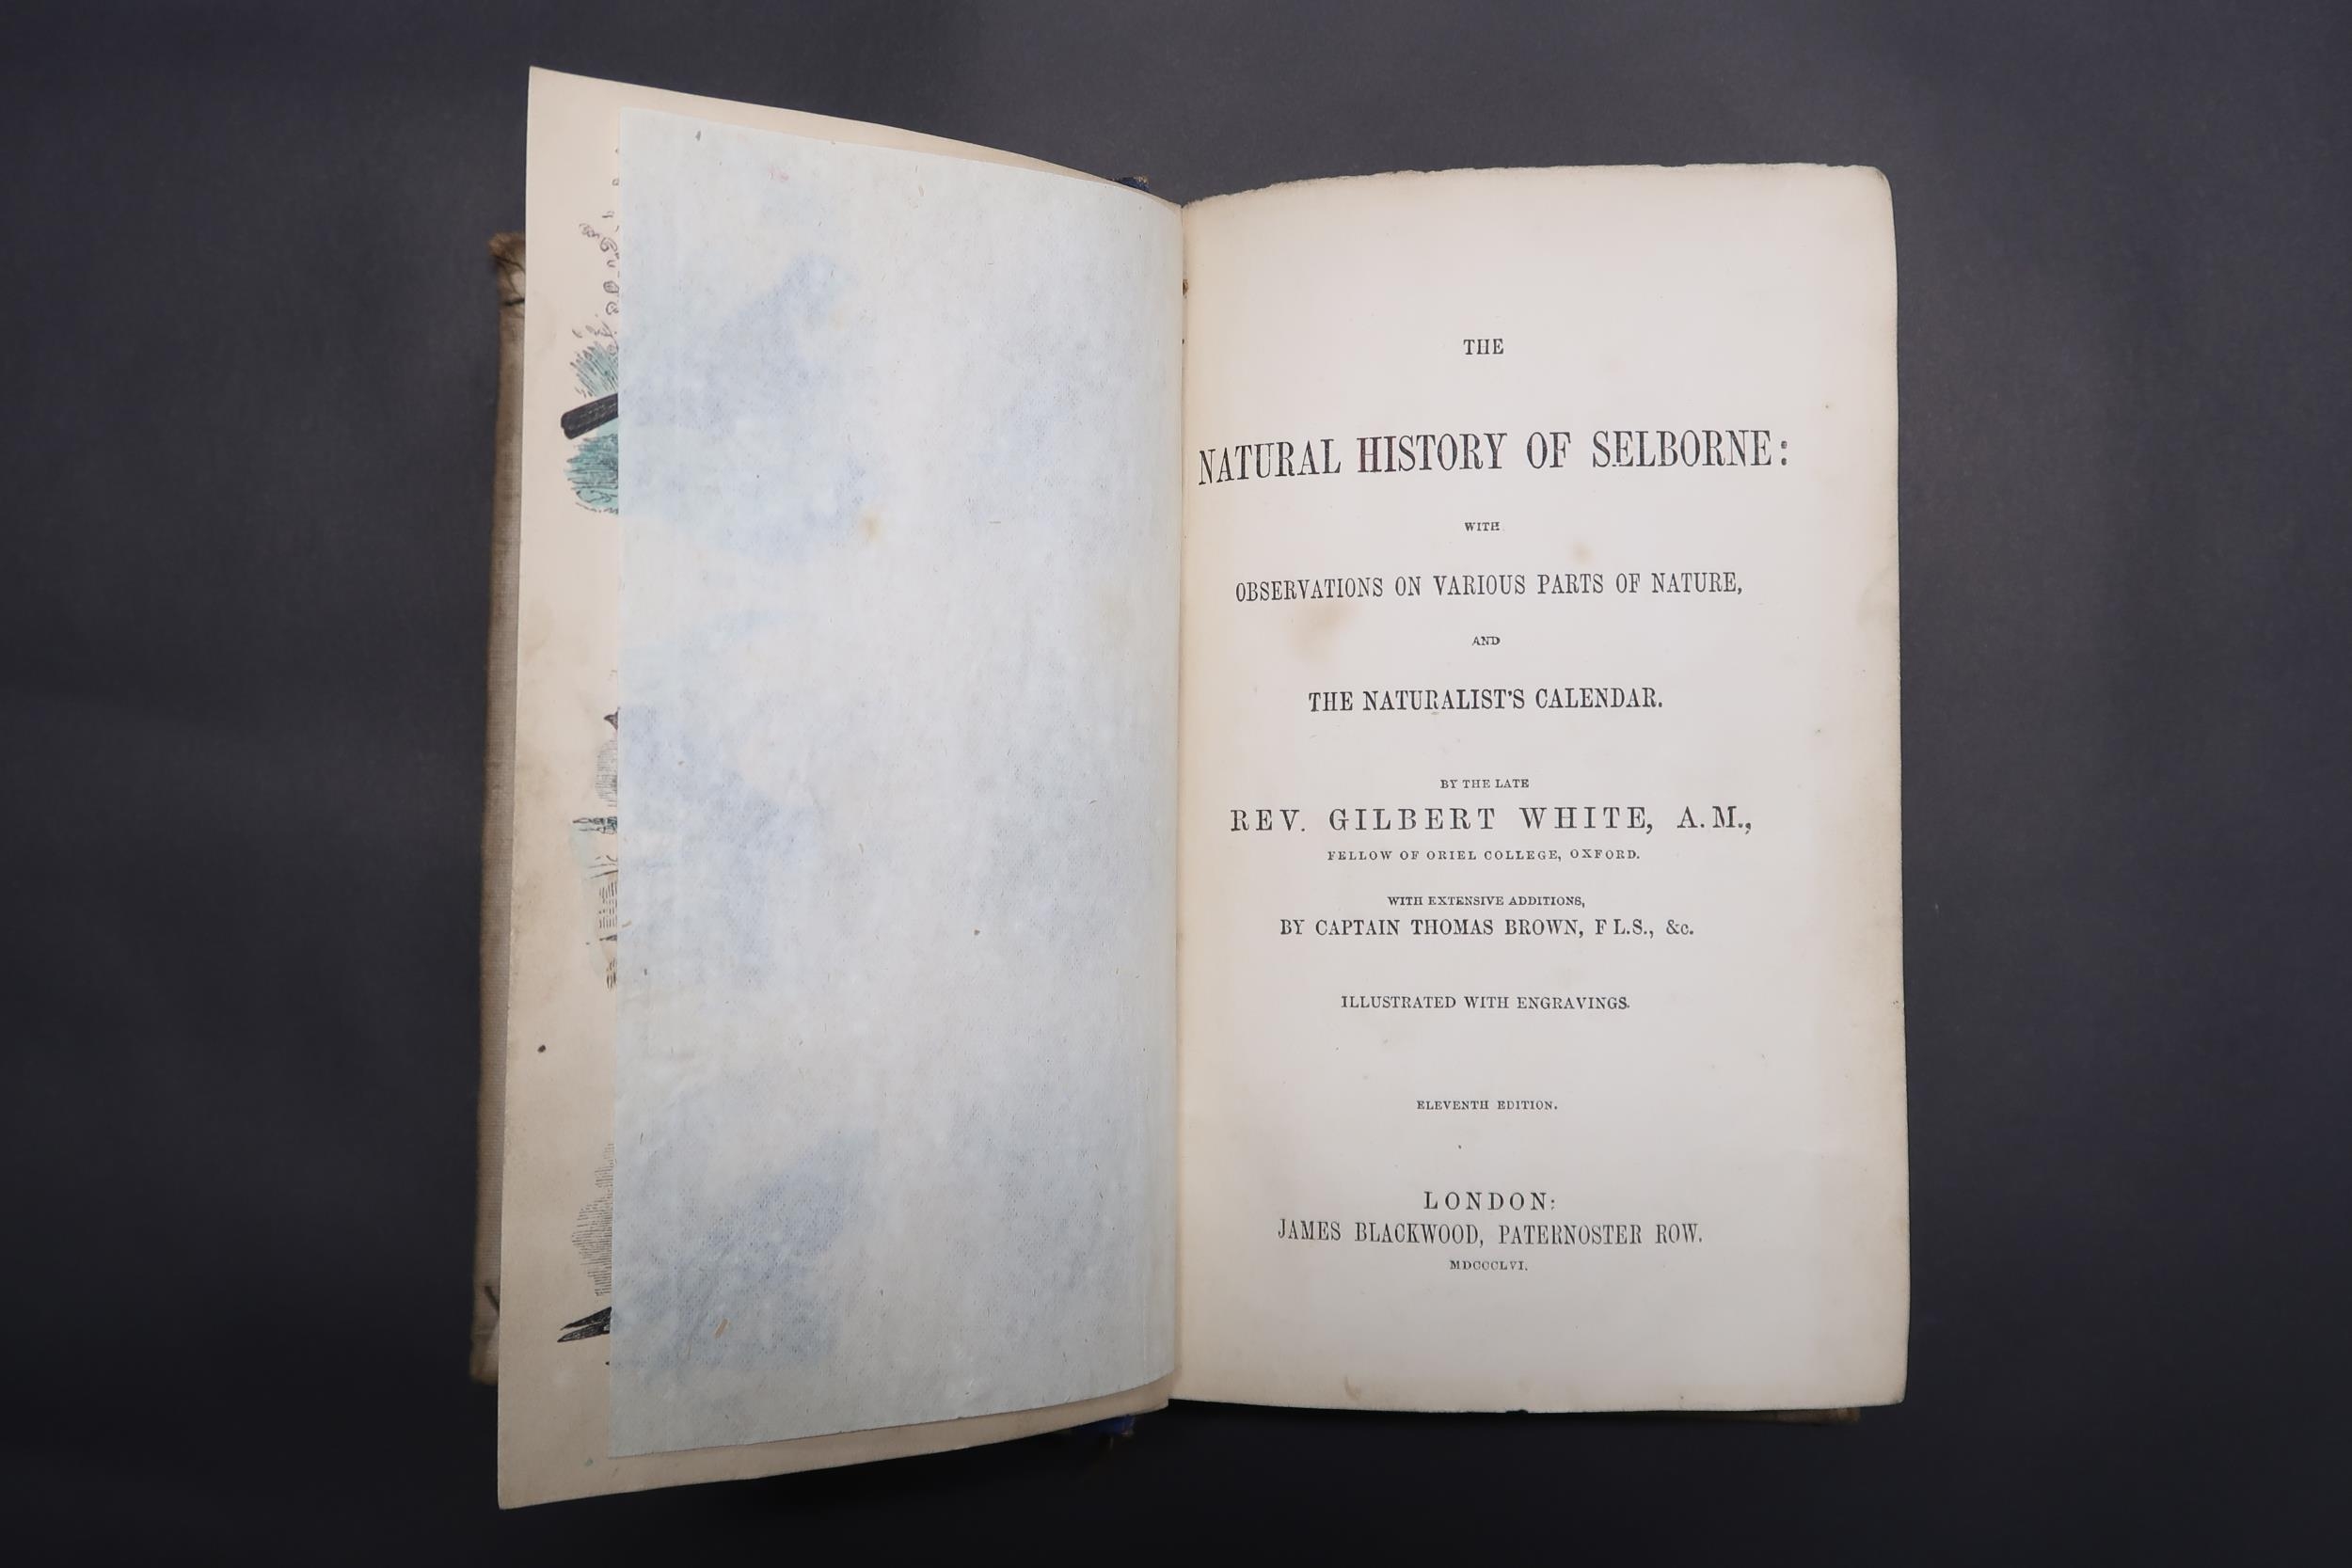 THE
NATURAL HISTORY OF SELBORNE:
WITH
OBSERVATIONS ON VARIOUS PARTS OF NATURE,
AND
THE NATURALIST'S CALENDAR.
BY THE LATE
REV. GILBERT WHITE, A.M.,
FELLOW OF ORIEL COLLEGE, OXFORD.
WITH EXTENSIVE ADDITIONS,
BY CAPTAIN THOMAS BROWN, F L.S., &c.
ILLUSTRATED WITH ENGRAVINGS.
ELEVENTH EDITION.
LONDON:
JAMES BLACKWOOD, PATERNOSTER ROW.
MDCCCLVI.